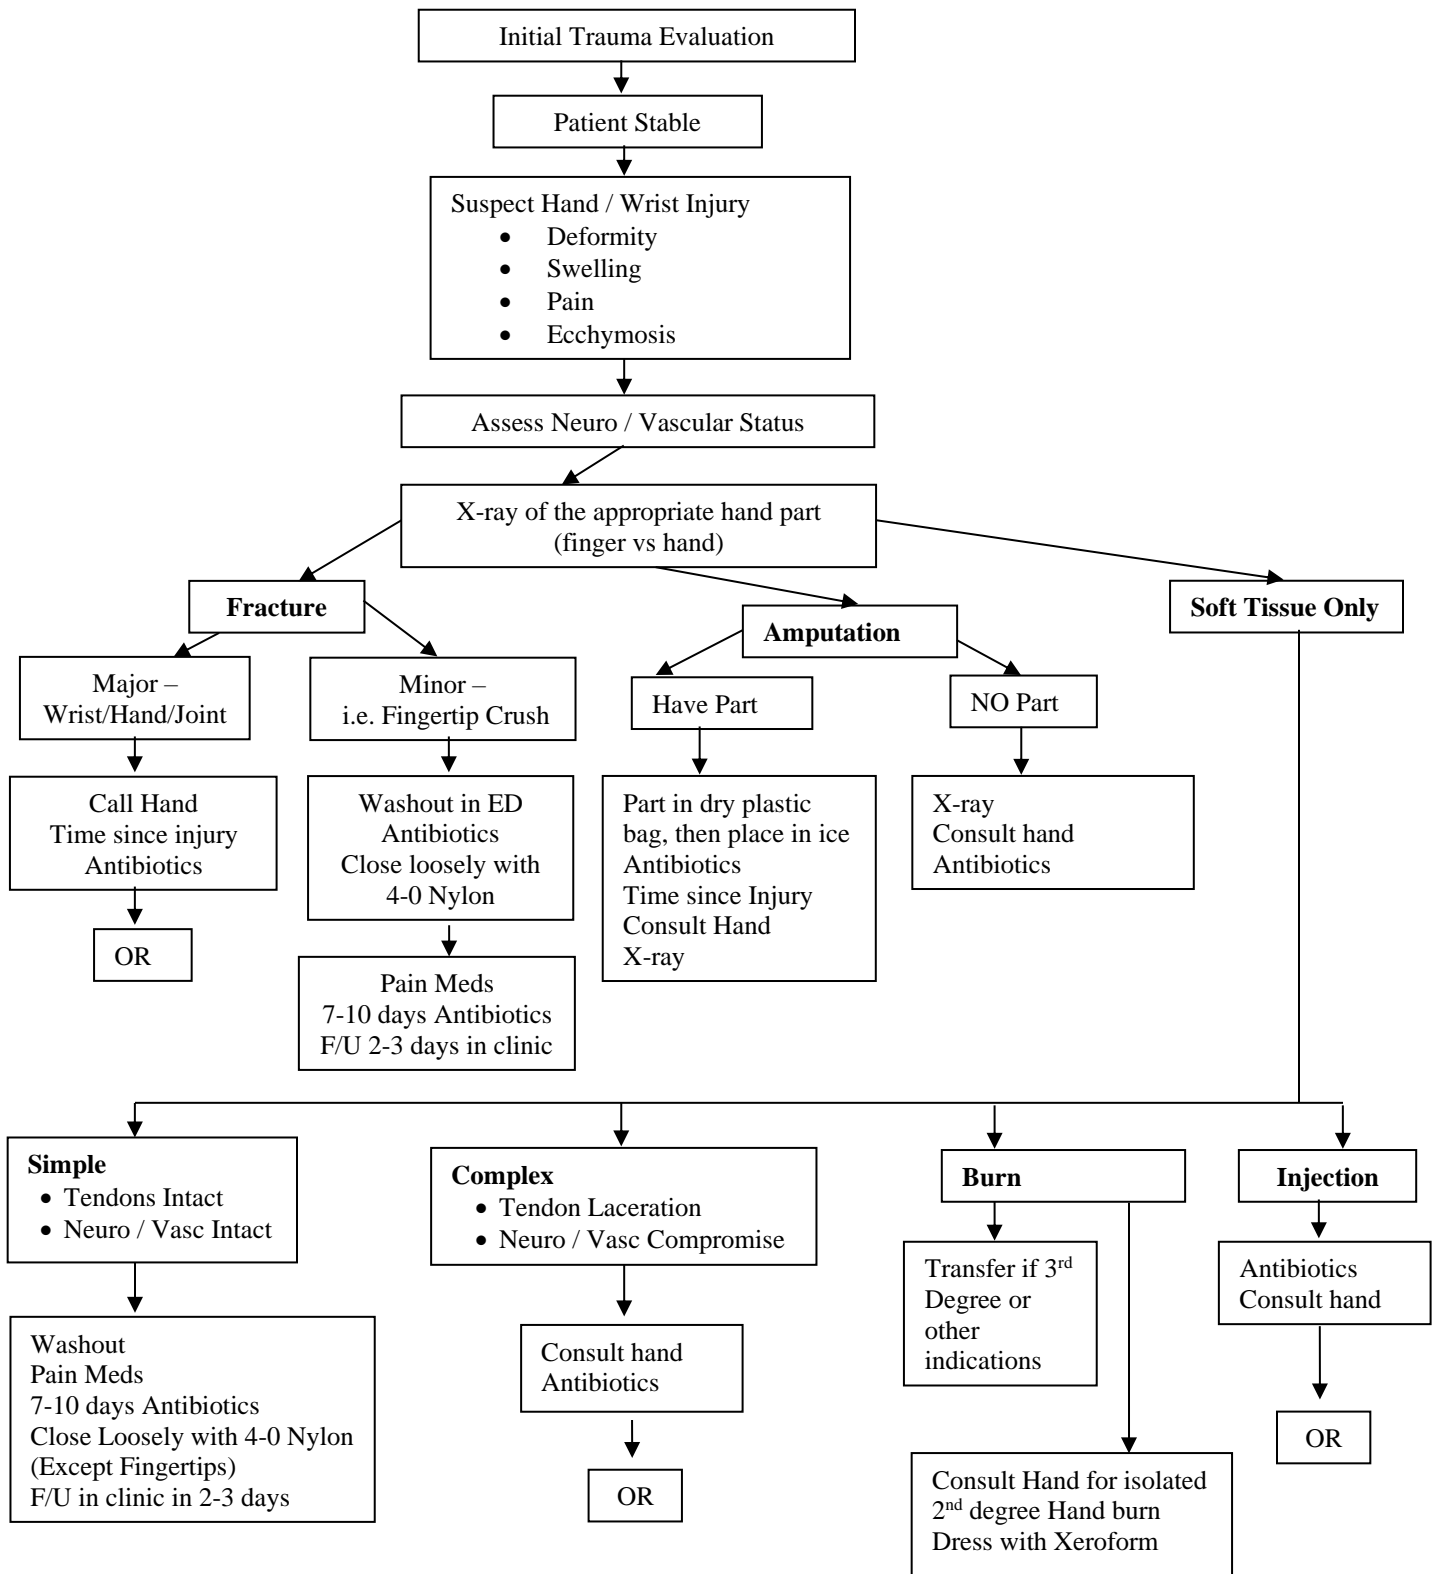 Initial Trauma Evaluation
Patient Stable
Suspect Hand / Wrist Injury
• Deformity
• Swelling
• Pain
• Ecchymosis
Assess Neuro / Vascular Status
X-ray of the appropriate hand part
(finger vs hand)
Fracture
Amputation
Soft Tissue Only
Major –
Wrist/Hand/Joint
Minor –
i.e. Fingertip Crush
Have Part
NO Part
Call Hand
Time since injury
Antibiotics
OR
Washout in ED
Antibiotics
Close loosely with
4-0 Nylon
Pain Meds
7-10 days Antibiotics
F/U 2-3 days in clinic
Part in dry plastic
bag, then place in ice
Antibiotics
Time since Injury
Consult Hand
X-ray
X-ray
Consult hand
Antibiotics
Simple
• Tendons Intact
• Neuro / Vasc Intact
Washout
Pain Meds
7-10 days Antibiotics
Close Loosely with 4-0 Nylon
(Except Fingertips)
F/U in clinic in 2-3 days
Complex
• Tendon Laceration
• Neuro / Vasc Compromise
Consult hand
Antibiotics
OR
Burn
Transfer if 3rd
Degree or
other
indications
Consult Hand for isolated
2nd degree Hand burn
Dress with Xeroform
Injection
Antibiotics
Consult hand
OR